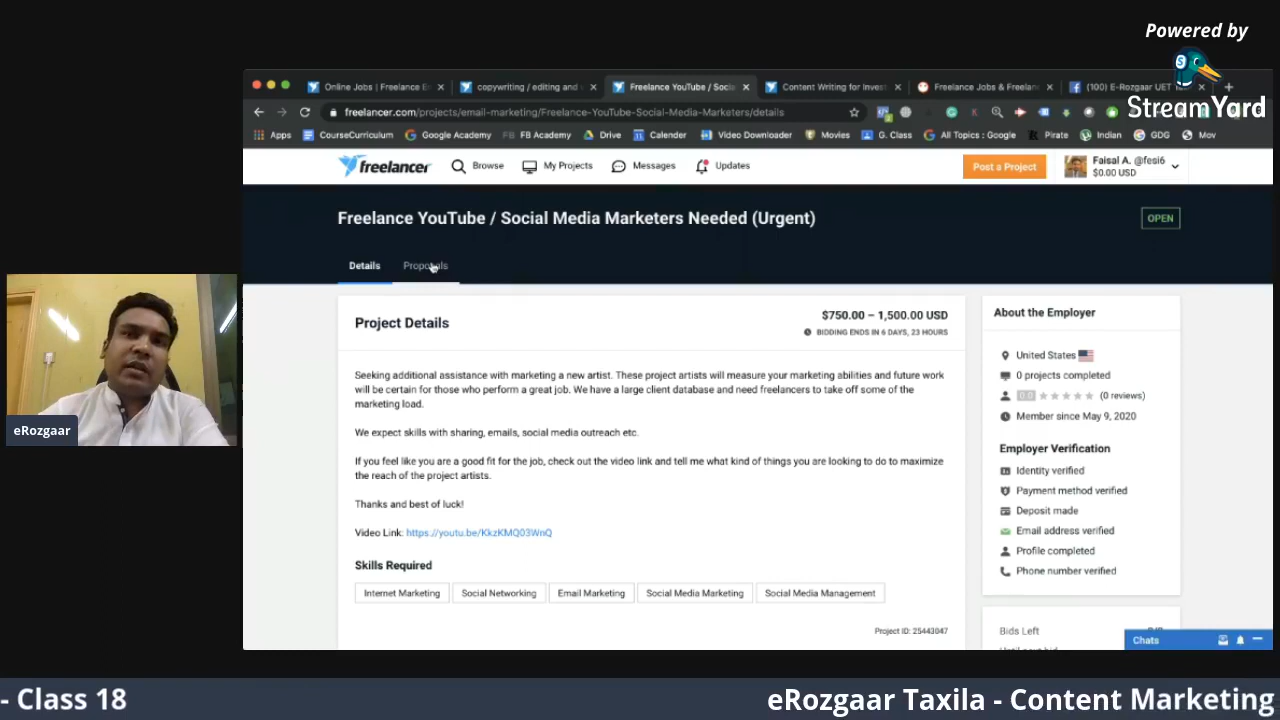 Powered by
StreamYard
Online Jobs | Freelance E
copywriting / editing and
Freelance YouTube / Socia
Content Writing for Inves
Freelance Jobs & Freelan
(100) E-Rozgaar UET
freelancer.com/projects/email-marketing/Freelance-YouTube-Social-Media-Marketers/details
Apps
CourseCurriculum
Google Academy
FB Academy
Drive
Calender
Video Downloader
Movies
G. Class
All Topics : Google
Pirate
Indian
GDG
Mov
freelancer
Browse
My Projects
Messages
Updates
Post a Project
Faisal A. @fesi6
$0.00 USD
Freelance YouTube / Social Media Marketers Needed (Urgent)
OPEN
Details
Proposals
Project Details
$750.00 – 1,500.00 USD
BIDDING ENDS IN 6 DAYS, 23 HOURS
Seeking additional assistance with marketing a new artist. These project artists will measure your marketing abilities and future work
will be certain for those who perform a great job. We have a large client database and need freelancers to take off some of the
marketing load.
We expect skills with sharing, emails, social media outreach etc.
If you feel like you are a good fit for the job, check out the video link and tell me what kind of things you are looking to do to maximize
the reach of the project artists.
Thanks and best of luck!
Video Link: https://youtu.be/KkzKMQ03WnQ
Skills Required
Internet Marketing
Social Networking
Email Marketing
Social Media Marketing
Social Media Management
Project ID: 25443047
About the Employer
United States
0 projects completed
0.0 (0 reviews)
Member since May 9, 2020
Employer Verification
Identity verified
Payment method verified
Deposit made
Email address verified
Profile completed
Phone number verified
Bids Left
Chats
eRozgaar
- Class 18
eRozgaar Taxila - Content Marketing